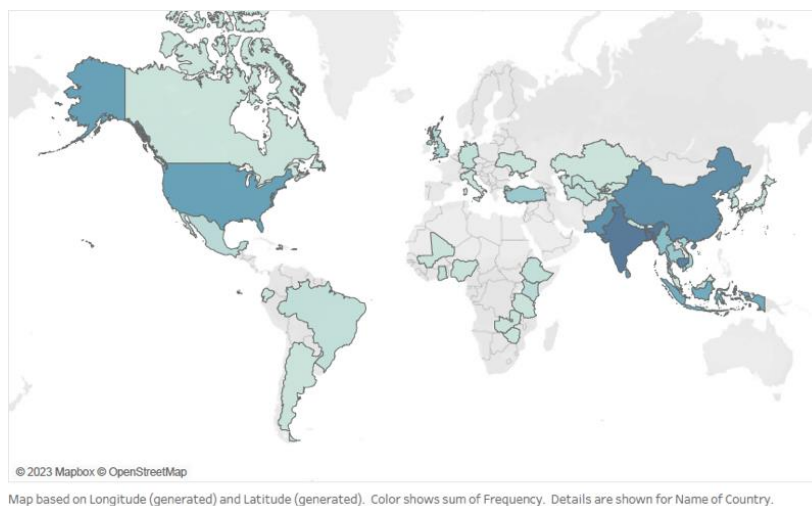 © 2023 Mapbox © OpenStreetMap
Map based on Longitude (generated) and Latitude (generated). Color shows sum of Frequency. Details are shown for Name of Country.